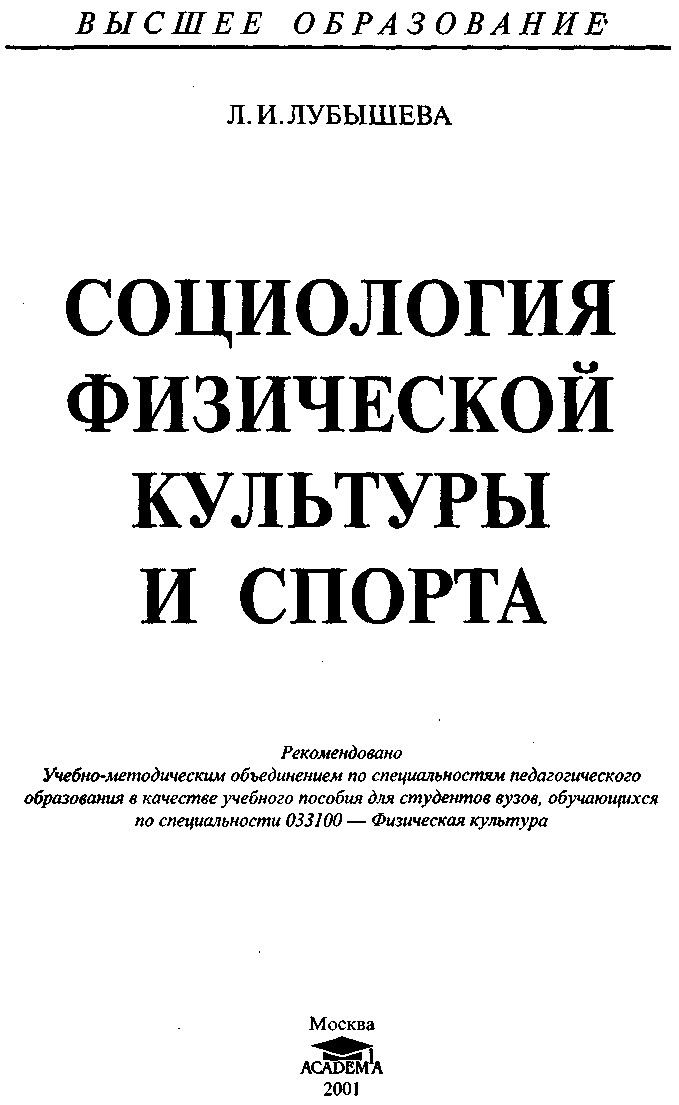 ВЫСШЕЕ ОБРАЗОВАНИЕ
Л. И. ЛУБЫШЕВА
СОЦИОЛОГИЯ
ФИЗИЧЕСКОЙ
КУЛЬТУРЫ
И СПОРТА
Рекомендовано
Учебно-методическим объединением по специальностям педагогического
образования в качестве учебного пособия для студентов вузов, обучающихся
по специальности 033100 — Физическая культура
Москва
ACADEMA
2001